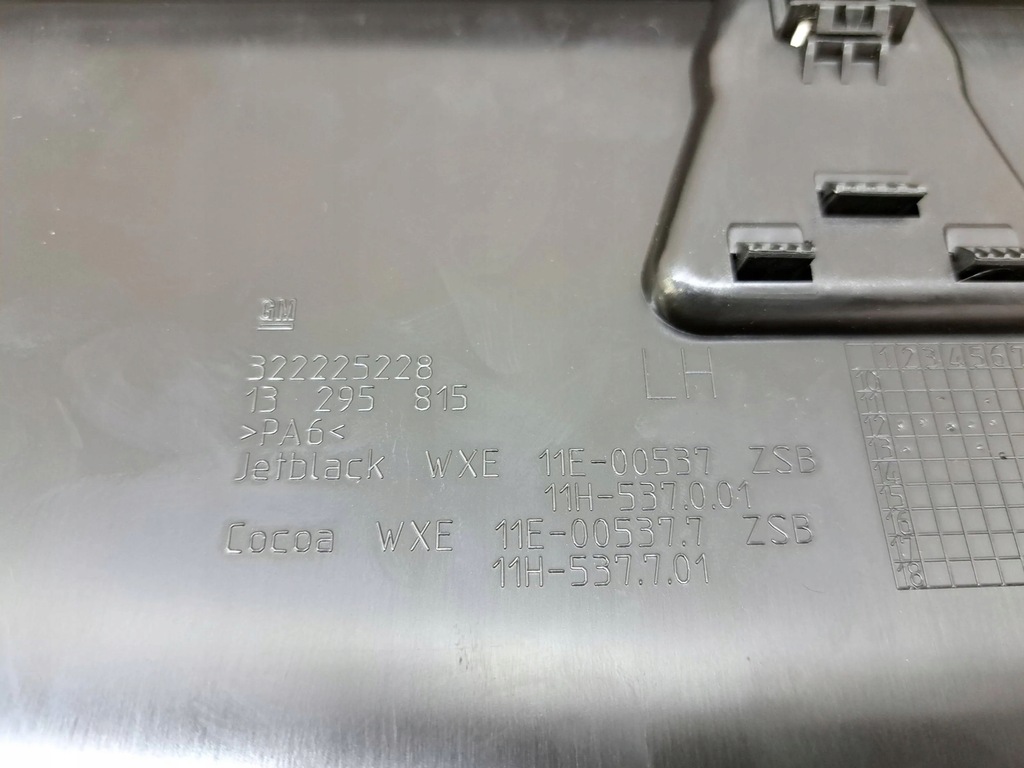 GM
322225228
13 295 815
>PA6<
LH
Jetblack WXE 11E-00537 ZSB
11H-537.0.01
Cocoa WXE 11E-00537.7 ZSB
11H-537.7.01
1 2 3 4 5 6 7
10
11
12
13
14
15
16
17
18